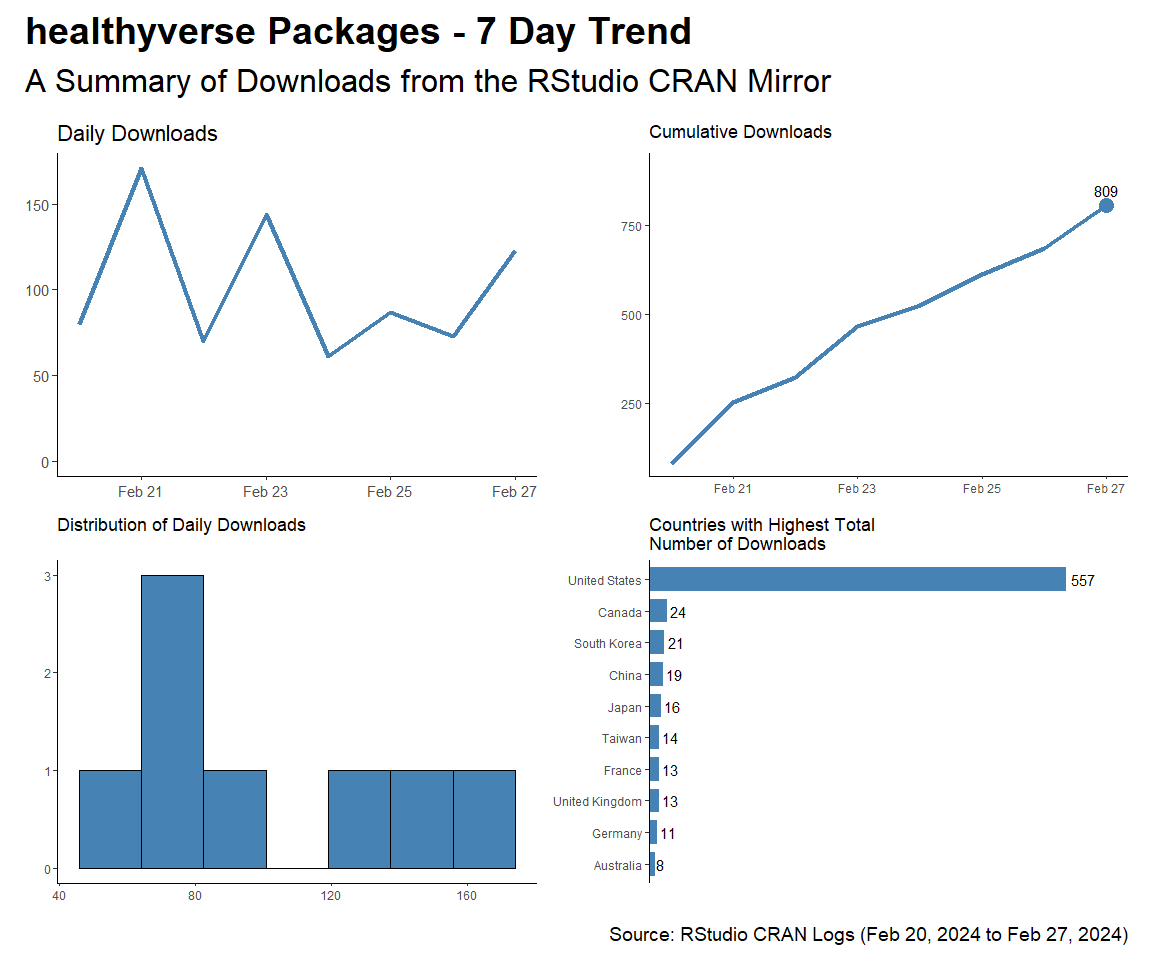 healthyverse Packages - 7 Day Trend
A Summary of Downloads from the RStudio CRAN Mirror
Daily Downloads
150
100
50
0
Feb 21
Feb 23
Feb 25
Feb 27
Cumulative Downloads
809
750
500
250
Feb 21
Feb 23
Feb 25
Feb 27
Distribution of Daily Downloads
3
2
1
0
40
80
120
160
Countries with Highest Total
Number of Downloads
United States 557
Canada 24
South Korea 21
China 19
Japan 16
Taiwan 14
France 13
United Kingdom 13
Germany 11
Australia 8
Source: RStudio CRAN Logs (Feb 20, 2024 to Feb 27, 2024)